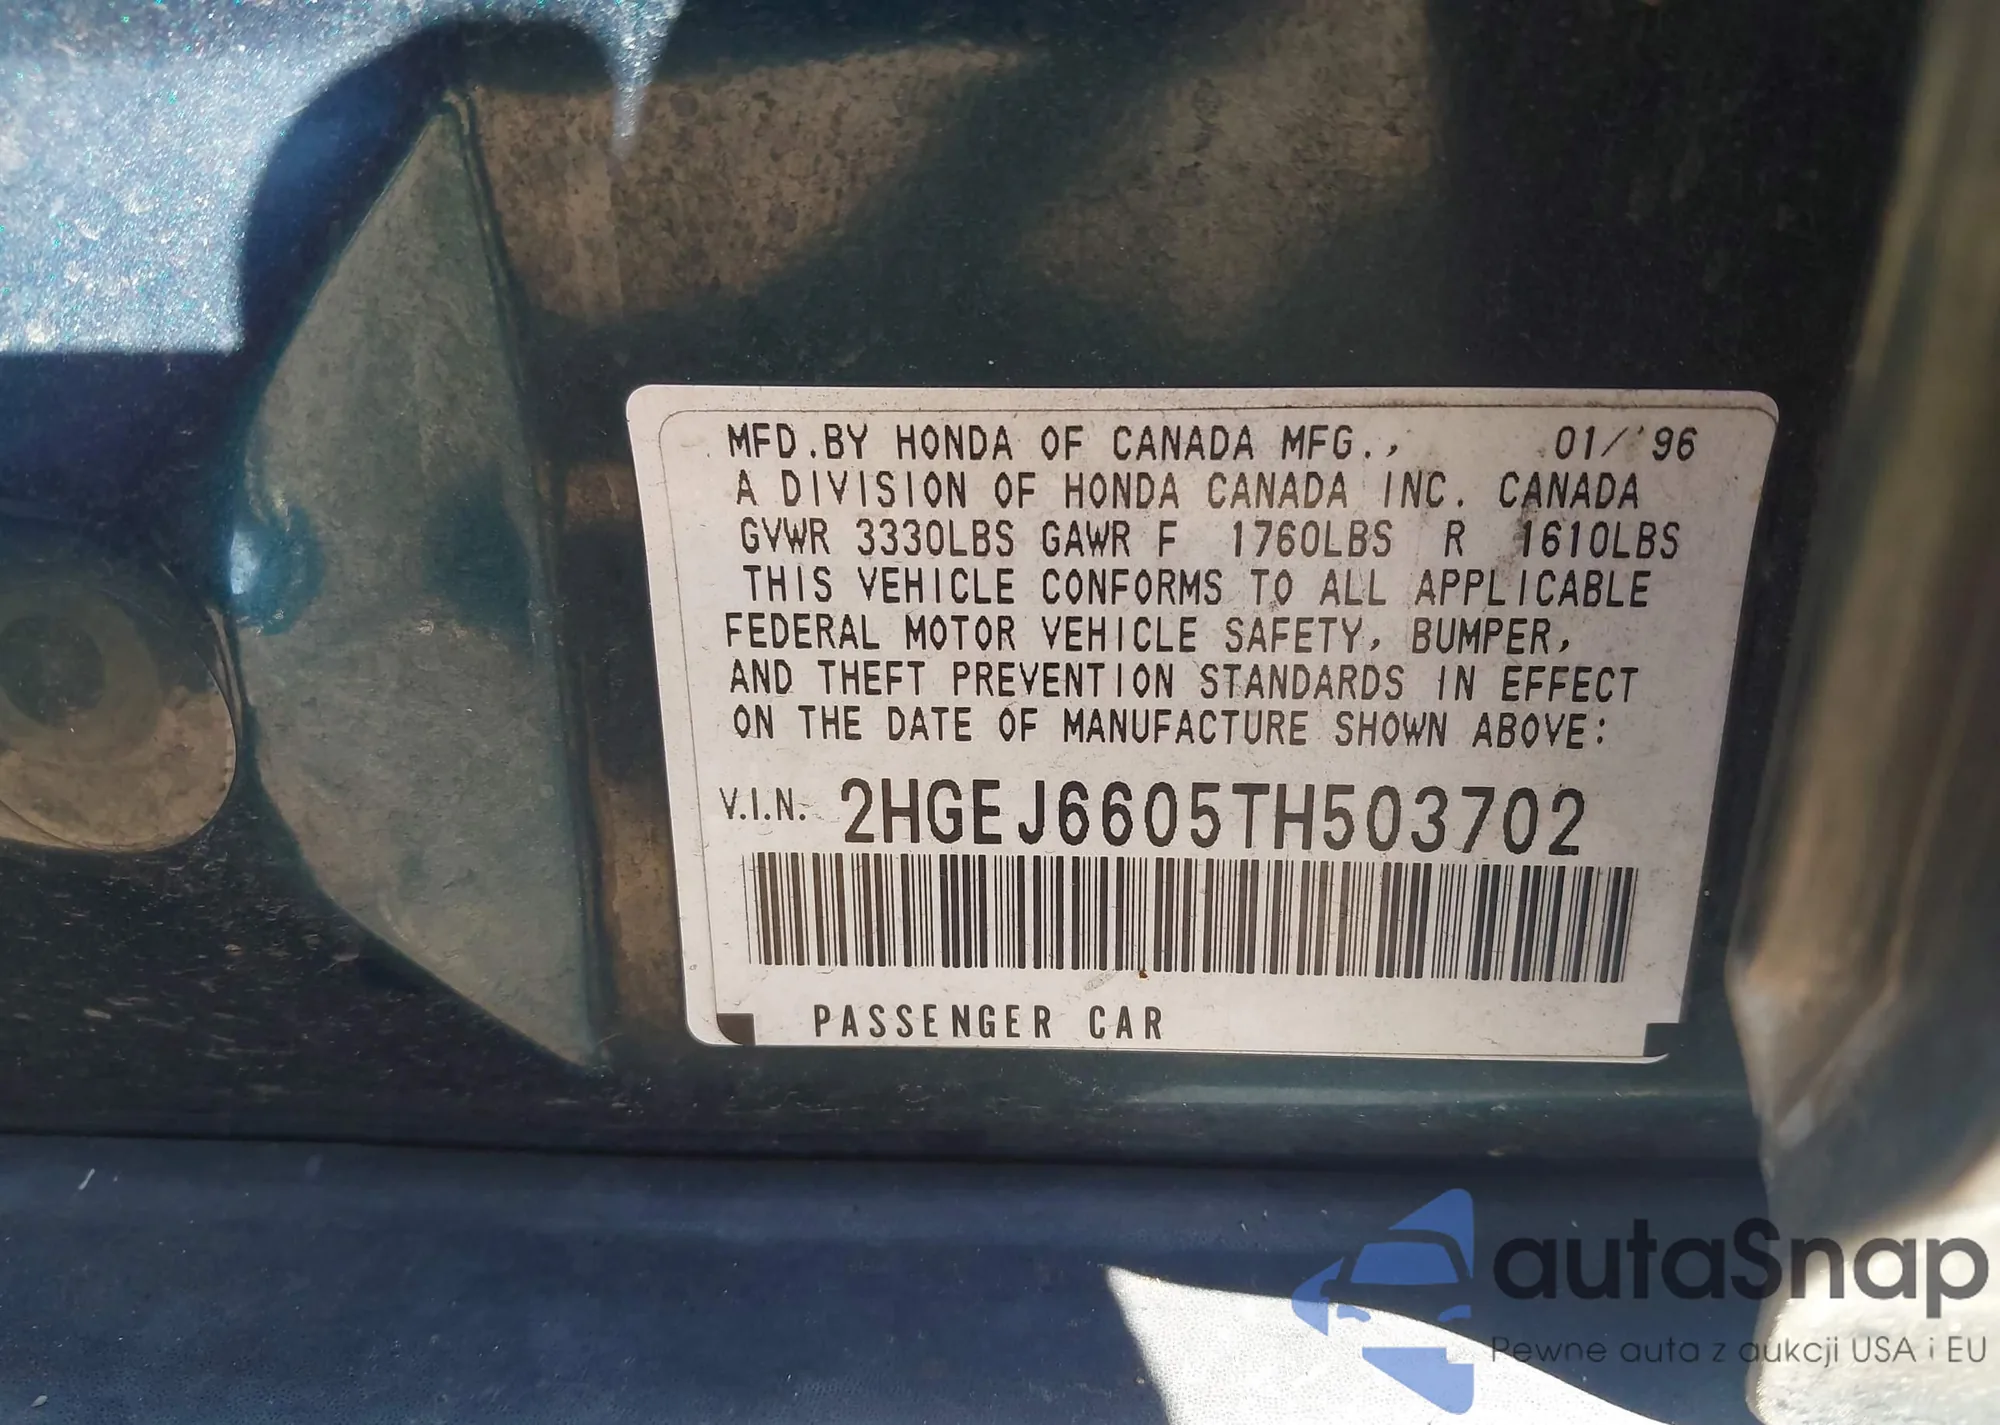 MFD.BY HONDA OF CANADA MFG., 01/'96
A DIVISION OF HONDA CANADA INC. CANADA
GVWR 3330LBS GAWR F 1760LBS R 1610LBS
THIS VEHICLE CONFORMS TO ALL APPLICABLE
FEDERAL MOTOR VEHICLE SAFETY, BUMPER,
AND THEFT PREVENTION STANDARDS IN EFFECT
ON THE DATE OF MANUFACTURE SHOWN ABOVE:
V.I.N. 2HGEJ6605TH503702
PASSENGER CAR
autaSnap
Pewne auta z aukcji USA i EU